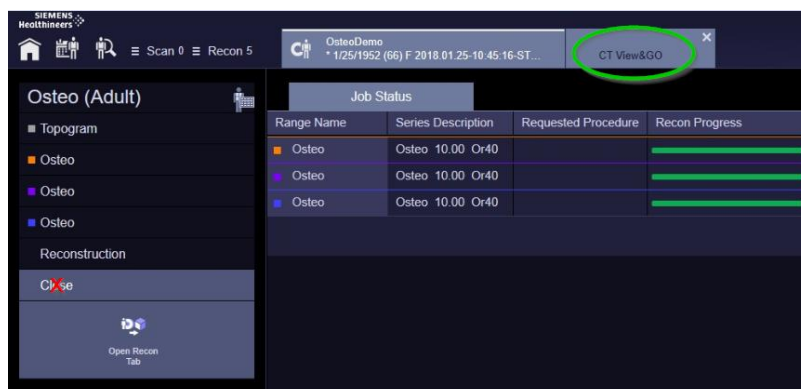 SIEMENS
Healthineers
Scan 0 Recon 5
OsteoDemo
* 1/25/1952 (66) F 2018.01.25-10:45:16-ST...
CT View&GO
Osteo (Adult)
Job Status
Topogram
Range Name Series Description Requested Procedure Recon Progress
Osteo
Osteo Osteo 10.00 Or40
Osteo
Osteo Osteo 10.00 Or40
Osteo
Osteo Osteo 10.00 Or40
Reconstruction
Close
Open Recon
Tab